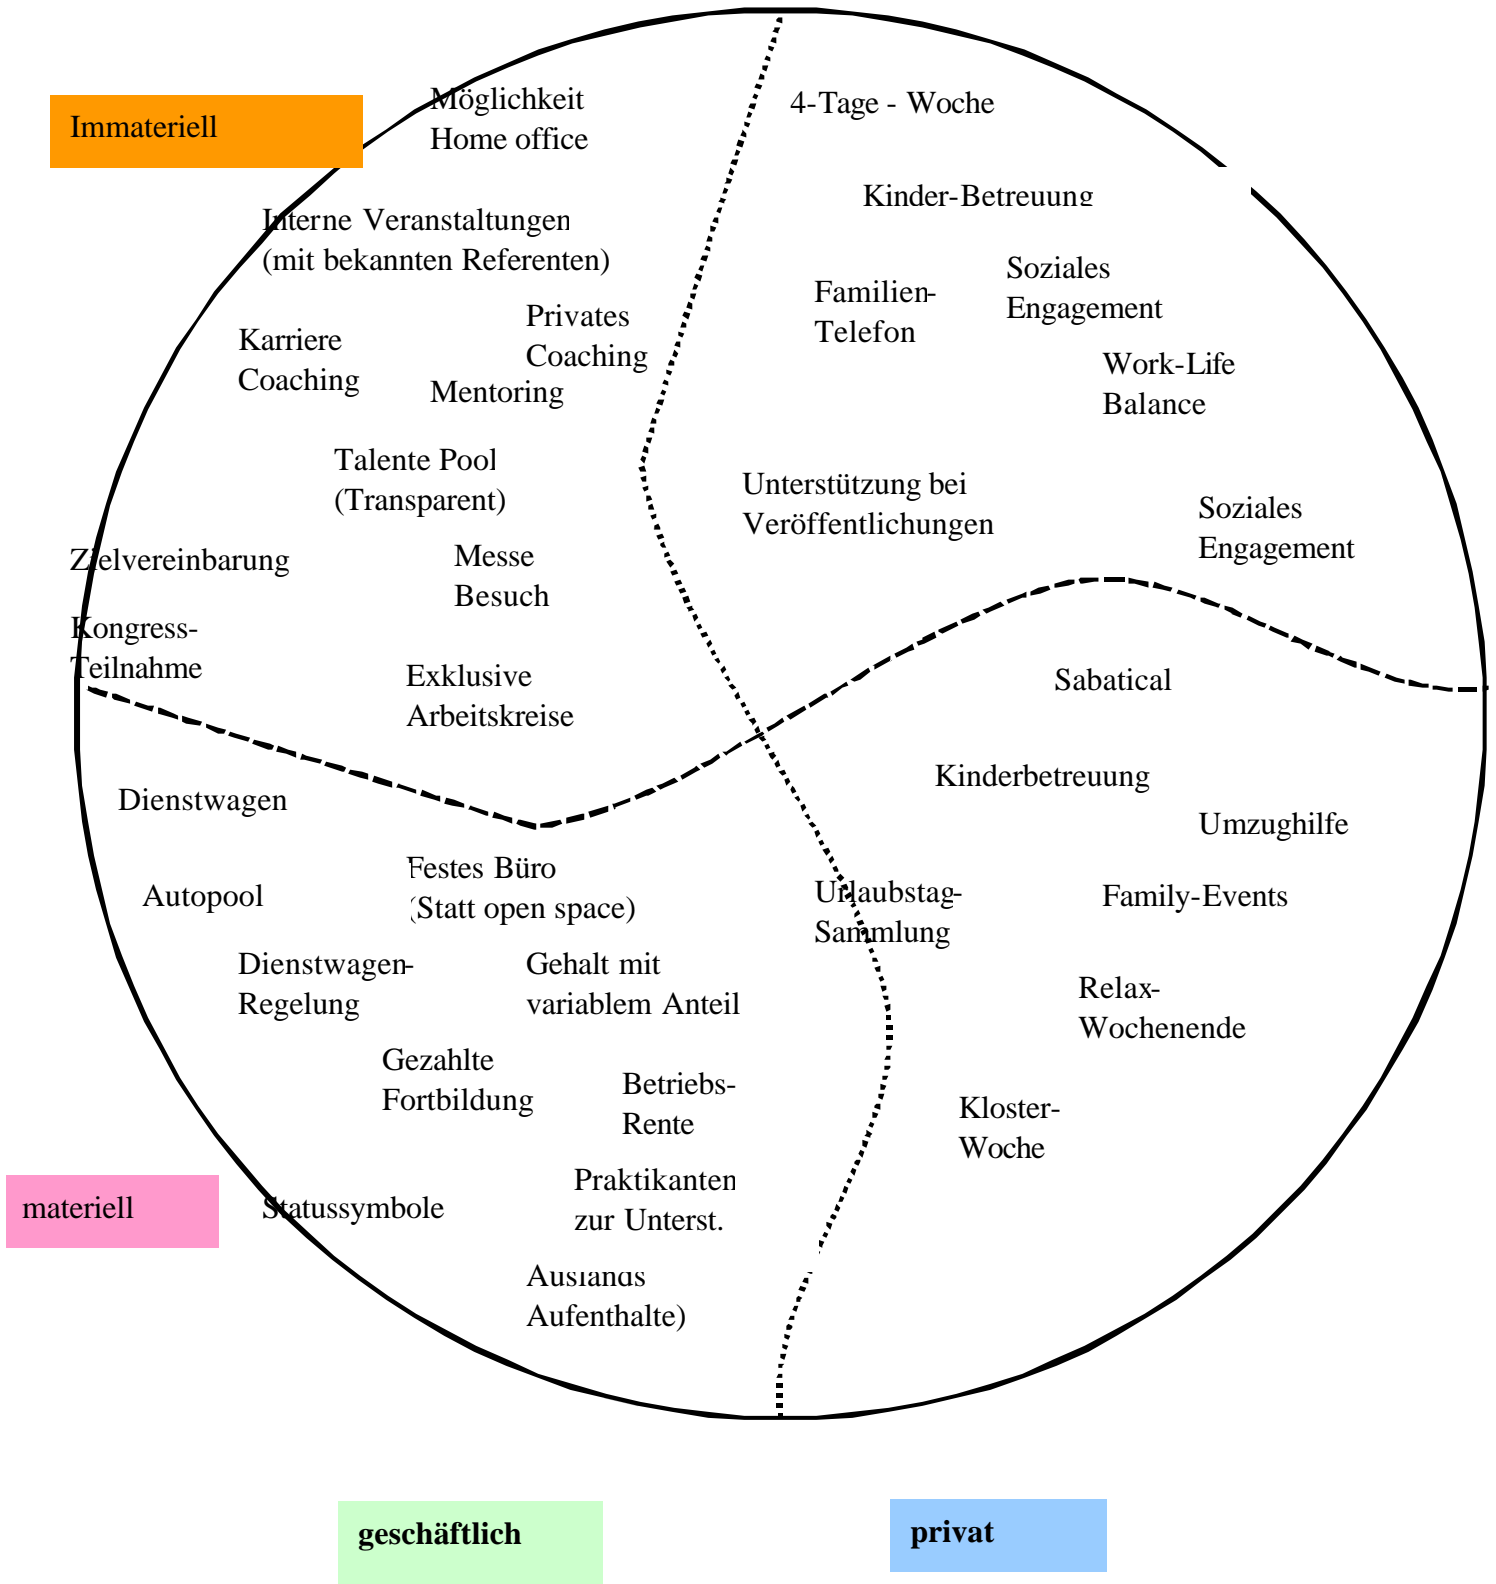 Immateriell
Möglichkeit
Home office
4-Tage - Woche
Kinder-Betreuung
Interne Veranstaltungen
(mit bekannten Referenten)
Soziales
Engagement
Familien-
Telefon
Privates
Coaching
Karriere
Coaching
Mentoring
Work-Life
Balance
Talente Pool
(Transparent)
Unterstützung bei
Veröffentlichungen
Soziales
Engagement
Zielvereinbarung
Messe
Besuch
Kongress-
Teilnahme
Exklusive
Arbeitskreise
Sabatical
Kinderbetreuung
Dienstwagen
Umzughilfe
Festes Büro
(Statt open space)
Autopool
Urlaubstag-
Sammlung
Family-Events
Dienstwagen-
Regelung
Gehalt mit
variablem Anteil
Relax-
Wochenende
Gezahlte
Fortbildung
Betriebs-
Rente
Kloster-
Woche
materiell
Statussymbole
Praktikanten
zur Unterst.
Auslands
Aufenthalte)
geschäftlich
privat